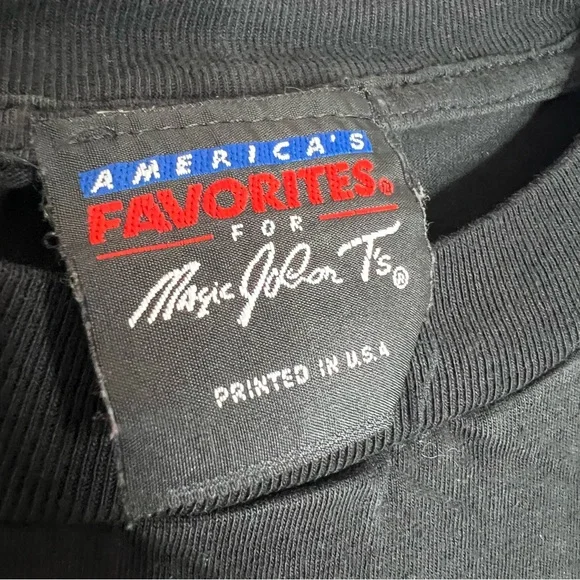 AMERICA'S
FAVORITES®
FOR
Magic Johnson T's®
PRINTED IN U.S.A